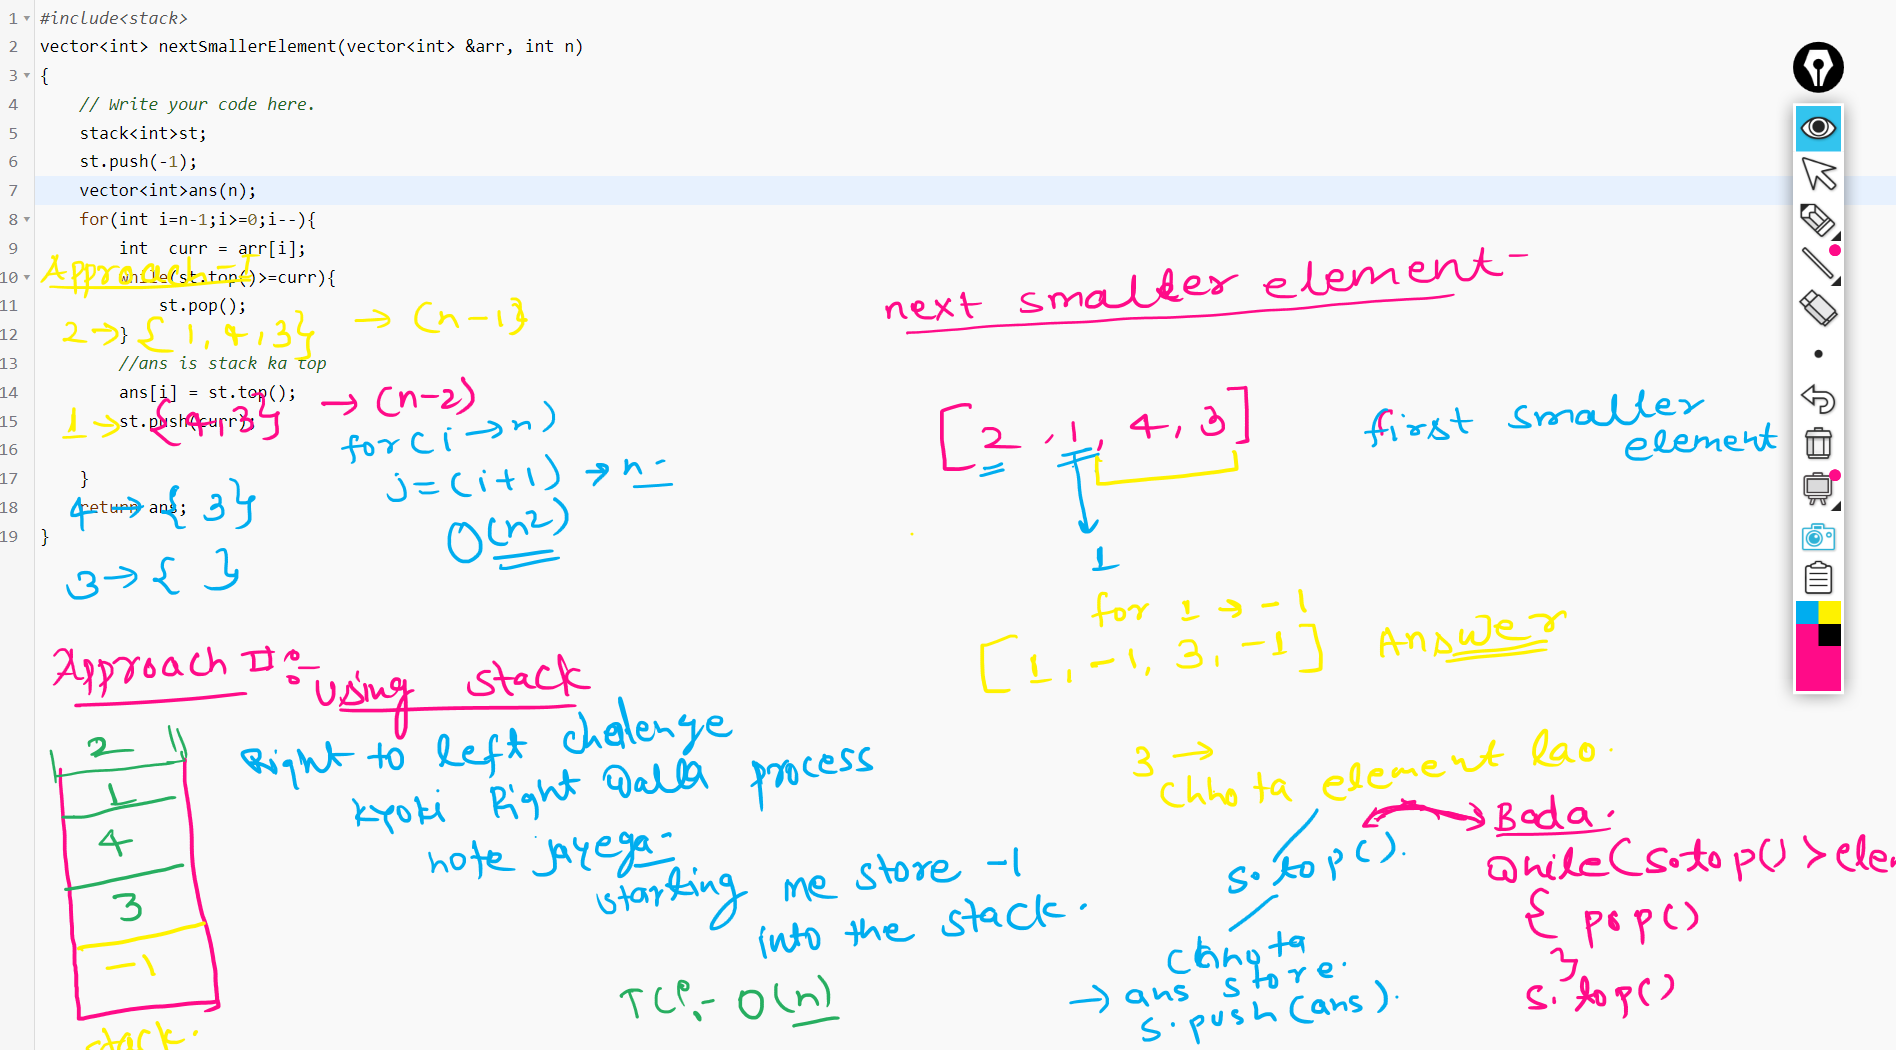 1 #include<stack>
2 vector<int> nextSmallerElement(vector<int> &arr, int n)
3 {
4 // Write your code here.
5 stack<int>st;
6 st.push(-1);
7 vector<int>ans(n);
8 for(int i=n-1;i>=0;i--){
9 int curr = arr[i];
10 while(st.top()>=curr){
11 st.pop();
12 }
13 //ans is stack ka top
14 ans[i] = st.top();
15 st.push(curr);
16
17 }
18 return ans;
19 }
Approach-I
2→ {1, 4, 3} → (n-1)
1→ {4,3} → (n-2)
for(i→n)
j=(i+1) → n-
O(n2)
4→ { 3}
3→ { }
next smaller element-
[2, 1, 4, 3]
first smaller
element
1
for 1 → -1
[1, -1, 3, -1] Answer
Approach II:- using stack
2
1
4
3
-1
stack.
Right to left chalenge
kyoki Right walla process
hote jayega-
starting me store -1
into the stack.
TC:- O(n)
3 →
Chhota element lao.
s.top().
Chhota
→ ans store.
s.push(ans).
Bada.
while(s.top()>ele
{ pop()
}
s.top()